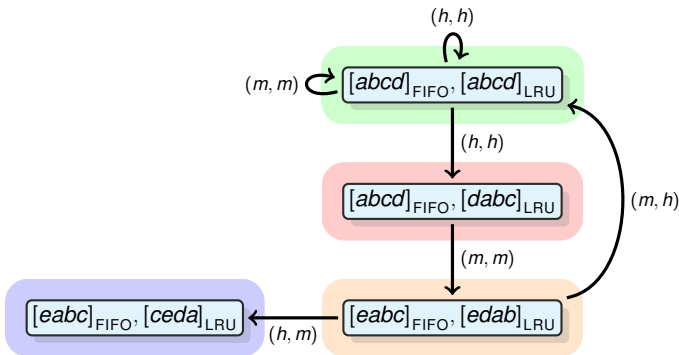 (h, h)
(m, m)
[abcd]FIFO, [abcd]LRU
(h, h)
[abcd]FIFO, [dabc]LRU
(m, h)
(m, m)
[eabc]FIFO, [ceda]LRU
(h, m)
[eabc]FIFO, [edab]LRU